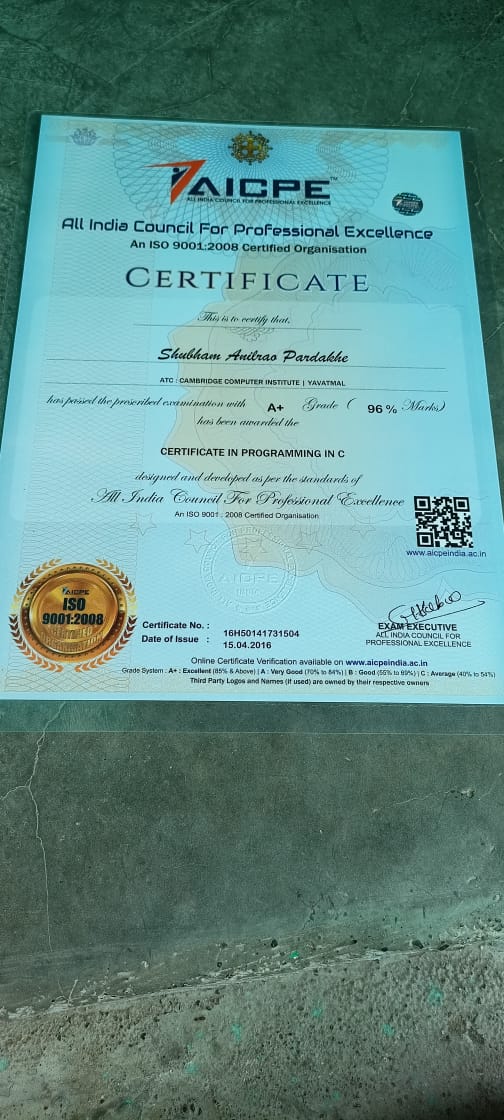 AICPE™
ALL INDIA COUNCIL FOR PROFESSIONAL EXCELLENCE
All India Council For Professional Excellence
An ISO 9001:2008 Certified Organisation
CERTIFICATE
This is to certify that,
Shubham Anilrao Pardakhe
ATC : CAMBRIDGE COMPUTER INSTITUTE | YAVATMAL
has passed the prescribed examination with A+ Grade ( 96 % Marks)
has been awarded the
CERTIFICATE IN PROGRAMMING IN C
designed and developed as per the standards of
All India Council For Professional Excellence
An ISO 9001 : 2008 Certified Organisation
www.aicpeindia.ac.in
AICPE
INDIA
AICPE
ISO
9001:2008
CERTIFIED
ORGANISATION
Certificate No. : 16H50141731504
Date of Issue : 15.04.2016
EXAM EXECUTIVE
ALL INDIA COUNCIL FOR
PROFESSIONAL EXCELLENCE
Online Certificate Verification available on www.aicpeindia.ac.in
Grade System : A+ : Excellent (85% & Above) | A : Very Good (70% to 84%) | B : Good (55% to 69%) | C : Average (40% to 54%)
Third Party Logos and Names (if used) are owned by their respective owners